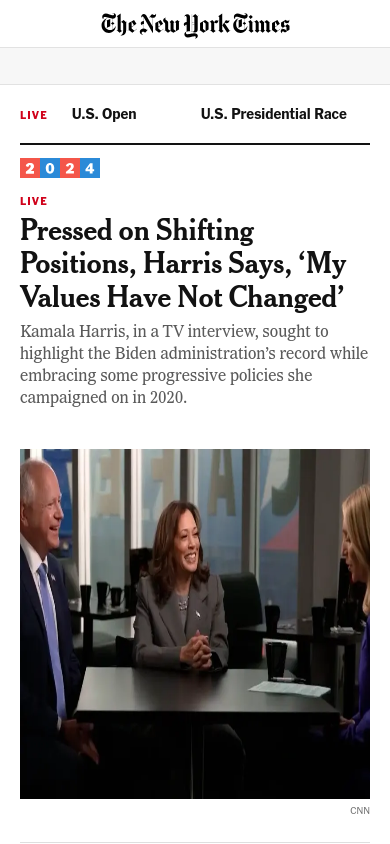 The New York Times
LIVE U.S. Open U.S. Presidential Race
2024
LIVE
Pressed on Shifting
Positions, Harris Says, ‘My
Values Have Not Changed’
Kamala Harris, in a TV interview, sought to
highlight the Biden administration’s record while
embracing some progressive policies she
campaigned on in 2020.
CNN